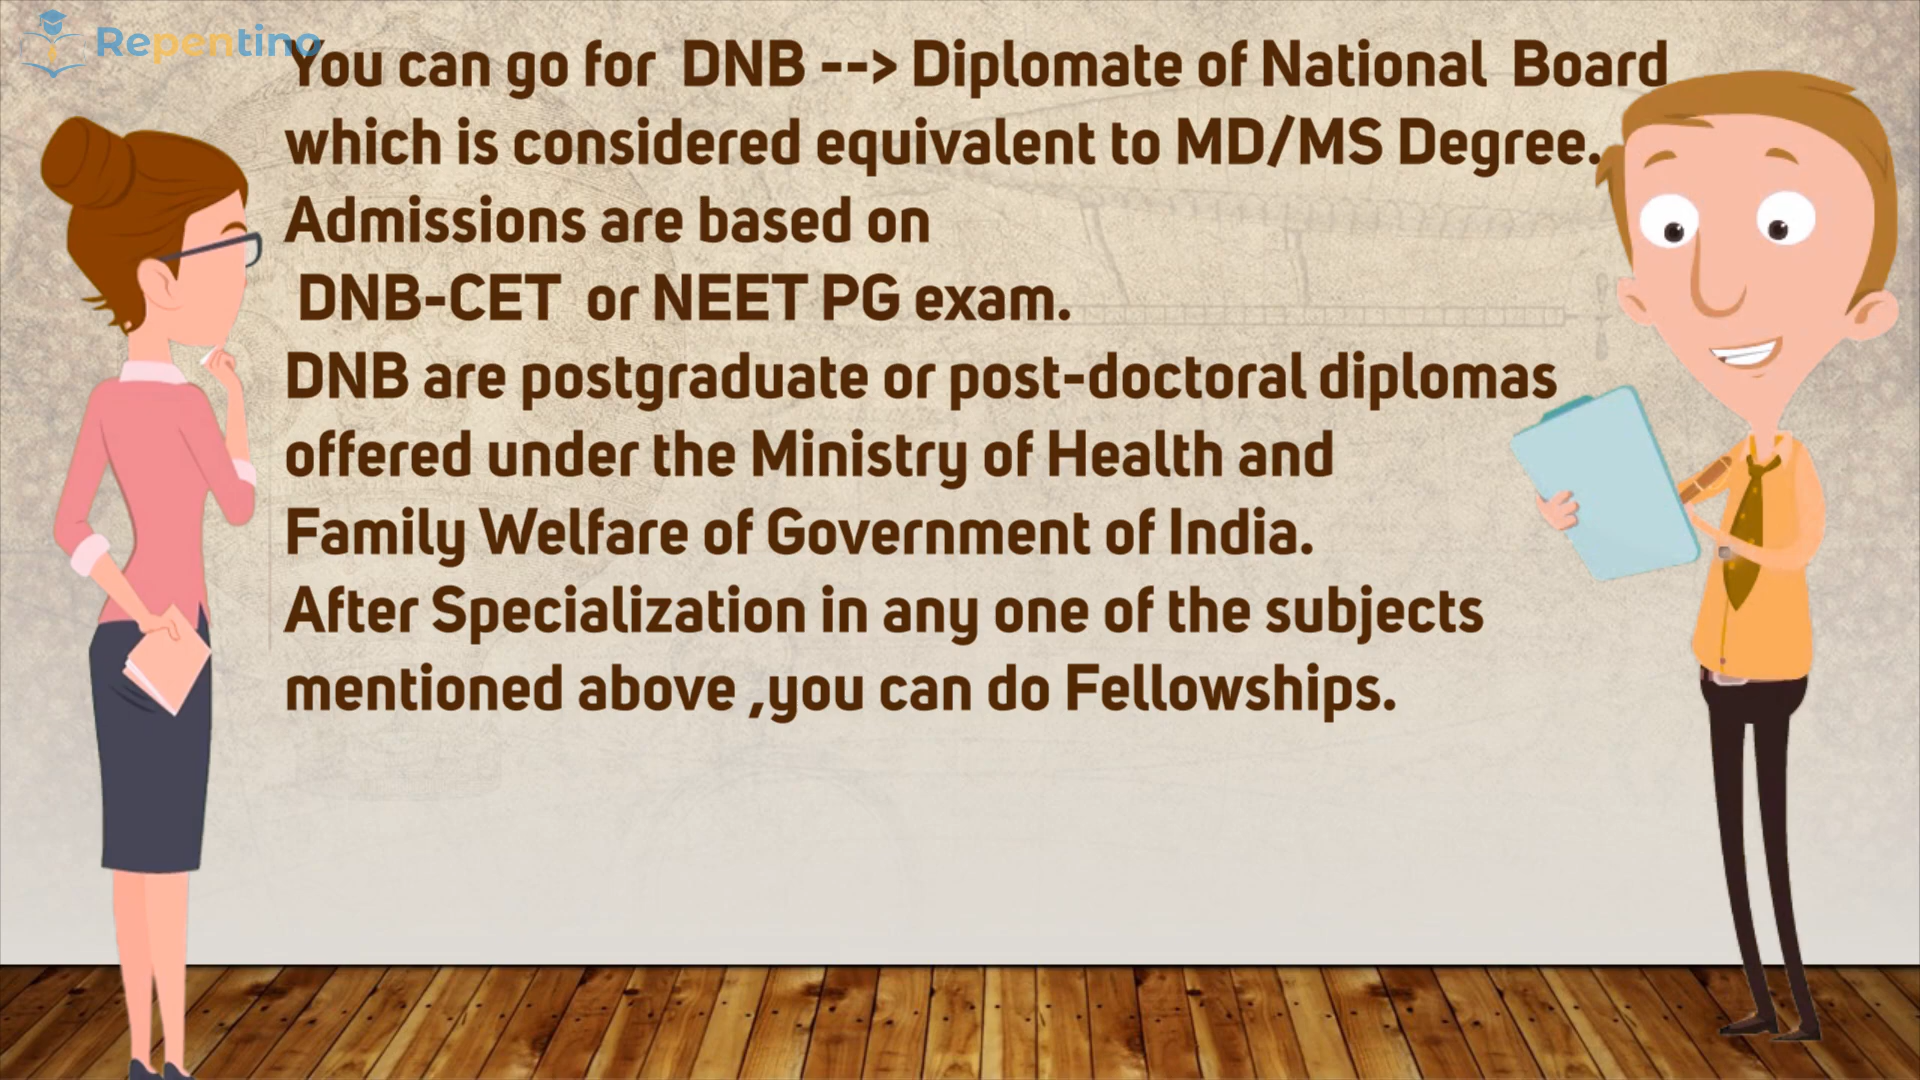 Repentino
You can go for DNB --> Diplomate of National Board
which is considered equivalent to MD/MS Degree.
Admissions are based on
DNB-CET or NEET PG exam.
DNB are postgraduate or post-doctoral diplomas
offered under the Ministry of Health and
Family Welfare of Government of India.
After Specialization in any one of the subjects
mentioned above ,you can do Fellowships.